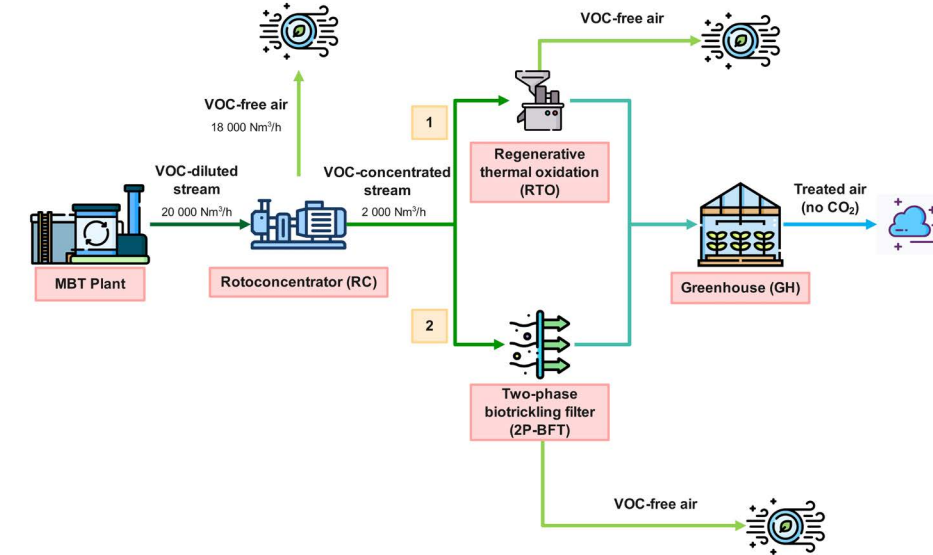 VOC-free air
VOC-free air
18 000 Nm³/h
1
VOC-diluted
stream
20 000 Nm³/h
VOC-concentrated
stream
2 000 Nm³/h
Regenerative
thermal oxidation
(RTO)
Treated air
(no CO₂)
MBT Plant
Rotoconcentrator (RC)
Greenhouse (GH)
2
Two-phase
biotrickling filter
(2P-BFT)
VOC-free air